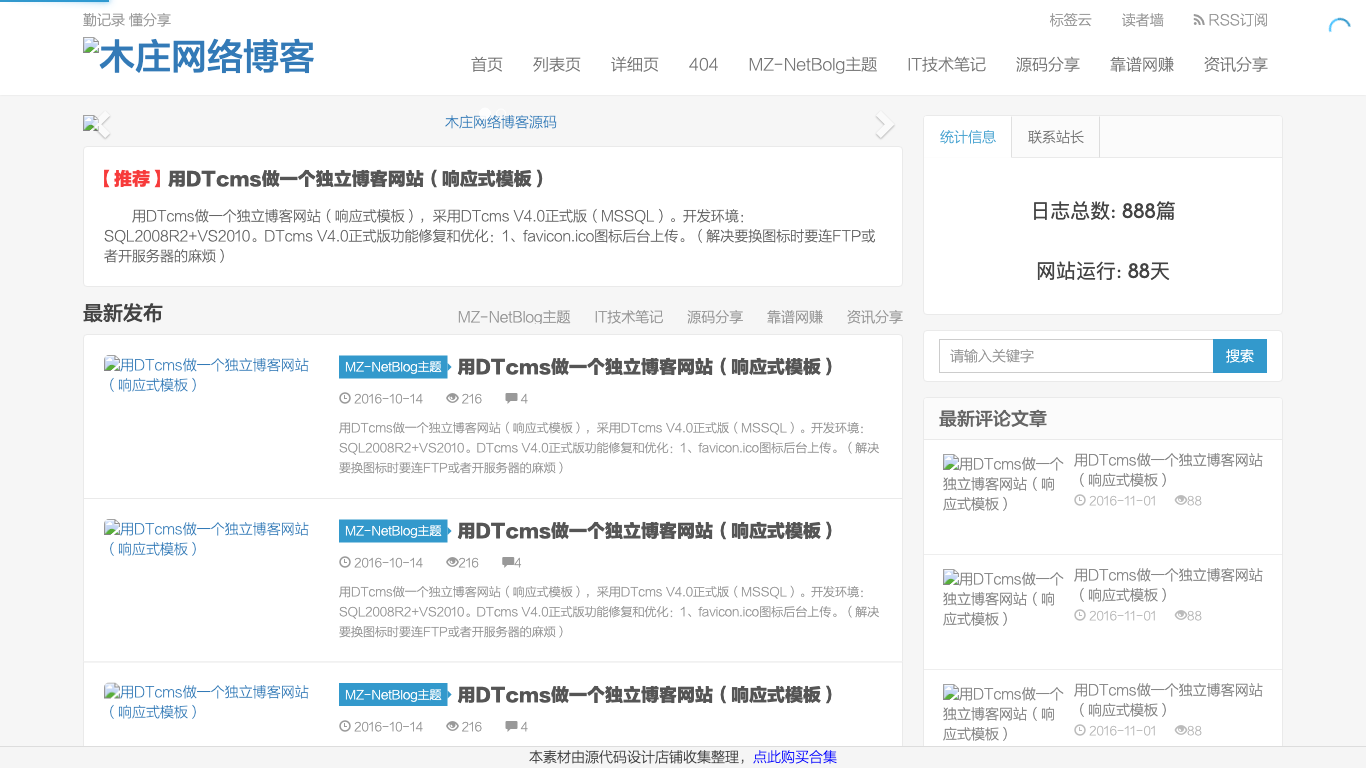 勤记录 懂分享
标签云 读者墙 RSS订阅
木庄网络博客
首页 列表页 详细页 404 MZ-NetBolg主题 IT技术笔记 源码分享 靠谱网赚 资讯分享
木庄网络博客源码
【推荐】用DTcms做一个独立博客网站（响应式模板）
用DTcms做一个独立博客网站（响应式模板），采用DTcms V4.0正式版（MSSQL）。开发环境：
SQL2008R2+VS2010。DTcms V4.0正式版功能修复和优化：1、favicon.ico图标后台上传。（解决要换图标时要连FTP或
者开服务器的麻烦）
最新发布
MZ-NetBlog主题 IT技术笔记 源码分享 靠谱网赚 资讯分享
用DTcms做一个独立博客网站
（响应式模板）
MZ-NetBlog主题 用DTcms做一个独立博客网站（响应式模板）
2016-10-14 216 4
用DTcms做一个独立博客网站（响应式模板），采用DTcms V4.0正式版（MSSQL）。开发环境：
SQL2008R2+VS2010。DTcms V4.0正式版功能修复和优化：1、favicon.ico图标后台上传。（解决
要换图标时要连FTP或者开服务器的麻烦）
用DTcms做一个独立博客网站
（响应式模板）
MZ-NetBlog主题 用DTcms做一个独立博客网站（响应式模板）
2016-10-14 216 4
用DTcms做一个独立博客网站（响应式模板），采用DTcms V4.0正式版（MSSQL）。开发环境：
SQL2008R2+VS2010。DTcms V4.0正式版功能修复和优化：1、favicon.ico图标后台上传。（解决
要换图标时要连FTP或者开服务器的麻烦）
用DTcms做一个独立博客网站
（响应式模板）
MZ-NetBlog主题 用DTcms做一个独立博客网站（响应式模板）
2016-10-14 216 4
统计信息 联系站长
日志总数: 888篇
网站运行: 88天
请输入关键字 搜索
最新评论文章
用DTcms做一个
独立博客网站（响
应式模板）
用DTcms做一个独立博客网站
（响应式模板）
2016-11-01 88
用DTcms做一个
独立博客网站（响
应式模板）
用DTcms做一个独立博客网站
（响应式模板）
2016-11-01 88
用DTcms做一个
独立博客网站（响
应式模板）
用DTcms做一个独立博客网站
（响应式模板）
2016-11-01 88
本素材由源代码设计店铺收集整理，点此购买合集